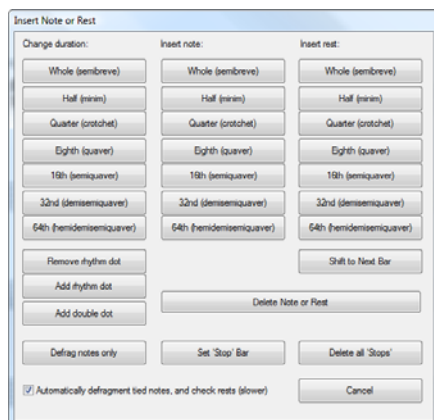 Insert Note or Rest
Change duration: Insert note: Insert rest:
Whole (semibreve) Whole (semibreve) Whole (semibreve)
Half (minim) Half (minim) Half (minim)
Quarter (crotchet) Quarter (crotchet) Quarter (crotchet)
Eighth (quaver) Eighth (quaver) Eighth (quaver)
16th (semiquaver) 16th (semiquaver) 16th (semiquaver)
32nd (demisemiquaver) 32nd (demisemiquaver) 32nd (demisemiquaver)
64th (hemidemisemiquaver) 64th (hemidemisemiquaver) 64th (hemidemisemiquaver)
Remove rhythm dot Shift to Next Bar
Add rhythm dot
Delete Note or Rest
Add double dot
Defrag notes only Set 'Stop' Bar Delete all 'Stops'
Automatically defragment tied notes, and check rests (slower) Cancel